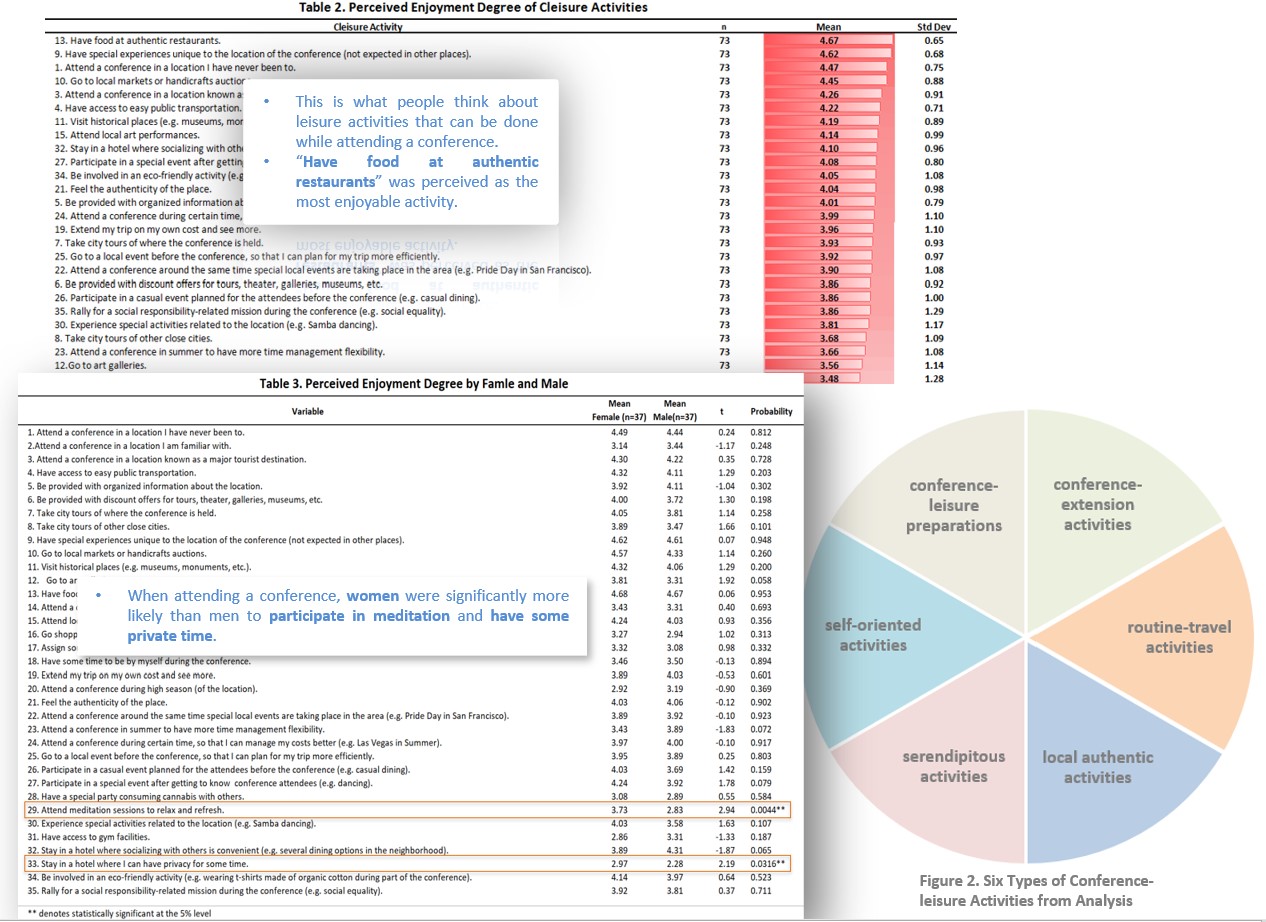 Table 2. Perceived Enjoyment Degree of Cleisure Activities
Cleisure Activity n Mean Std Dev
13. Have food at authentic restaurants. 73 4.67 0.65
9. Have special experiences unique to the location of the conference (not expected in other places). 73 4.62 0.68
1. Attend a conference in a location I have never been to. 73 4.47 0.75
10. Go to local markets or handicrafts auction 73 4.45 0.88
3. Attend a conference in a location known a 73 4.26 0.91
4. Have access to easy public transportation. 73 4.22 0.71
11. Visit historical places (e.g. museums, mon 73 4.19 0.89
15. Attend local art performances. 73 4.14 0.99
32. Stay in a hotel where socializing with othe 73 4.10 0.96
27. Participate in a special event after getting 73 4.08 0.80
34. Be involved in an eco-friendly activity (e.g 73 4.05 1.08
21. Feel the authenticity of the place. 73 4.04 0.98
5. Be provided with organized information ab 73 4.01 0.79
24. Attend a conference during certain time, 73 3.99 1.10
19. Extend my trip on my own cost and see more. 73 3.96 1.10
7. Take city tours of where the conference is held. 73 3.93 0.93
25. Go to a local event before the conference, so that I can plan for my trip more efficiently. 73 3.92 0.97
22. Attend a conference around the same time special local events are taking place in the area (e.g. Pride Day in San Francisco). 73 3.90 1.08
6. Be provided with discount offers for tours, theater, galleries, museums, etc. 73 3.86 0.92
26. Participate in a casual event planned for the attendees before the conference (e.g. casual dining). 73 3.86 1.00
35. Rally for a social responsibility-related mission during the conference (e.g. social equality). 73 3.86 1.29
30. Experience special activities related to the location (e.g. Samba dancing). 73 3.81 1.17
8. Take city tours of other close cities. 73 3.68 1.09
23. Attend a conference in summer to have more time management flexibility. 73 3.66 1.08
12.Go to art galleries. 73 3.56 1.14
3.48 1.28
• This is what people think about
leisure activities that can be done
while attending a conference.
• “Have food at authentic
restaurants” was perceived as the
most enjoyable activity.
Table 3. Perceived Enjoyment Degree by Famle and Male
Variable Mean Female (n=37) Mean Male(n=37) t Probability
1. Attend a conference in a location I have never been to. 4.49 4.44 0.24 0.812
2.Attend a conference in a location I am familiar with. 3.14 3.44 -1.17 0.248
3. Attend a conference in a location known as a major tourist destination. 4.30 4.22 0.35 0.728
4. Have access to easy public transportation. 4.32 4.11 1.29 0.203
5. Be provided with organized information about the location. 3.92 4.11 -1.04 0.302
6. Be provided with discount offers for tours, theater, galleries, museums, etc. 4.00 3.72 1.30 0.198
7. Take city tours of where the conference is held. 4.05 3.81 1.14 0.258
8. Take city tours of other close cities. 3.89 3.47 1.66 0.101
9. Have special experiences unique to the location of the conference (not expected in other places). 4.62 4.61 0.07 0.948
10. Go to local markets or handicrafts auctions. 4.57 4.33 1.14 0.260
11. Visit historical places (e.g. museums, monuments, etc.). 4.32 4.06 1.29 0.200
12. Go to ar 3.81 3.31 1.92 0.058
13. Have food 4.68 4.67 0.06 0.953
14. Attend a 3.43 3.31 0.40 0.693
15. Attend lo 4.24 4.03 0.93 0.356
16. Go shopp 3.27 2.94 1.02 0.313
17. Assign so 3.32 3.08 0.98 0.332
18. Have some time to be by myself during the conference. 3.46 3.50 -0.13 0.894
19. Extend my trip on my own cost and see more. 3.89 4.03 -0.53 0.601
20. Attend a conference during high season (of the location). 2.92 3.19 -0.90 0.369
21. Feel the authenticity of the place. 4.03 4.06 -0.12 0.902
22. Attend a conference around the same time special local events are taking place in the area (e.g. Pride Day in San Francisco). 3.89 3.92 -0.10 0.923
23. Attend a conference in summer to have more time management flexibility. 3.43 3.89 -1.83 0.072
24. Attend a conference during certain time, so that I can manage my costs better (e.g. Las Vegas in Summer). 3.97 4.00 -0.10 0.917
25. Go to a local event before the conference, so that I can plan for my trip more efficiently. 3.95 3.89 0.25 0.803
26. Participate in a casual event planned for the attendees before the conference (e.g. casual dining). 4.03 3.69 1.42 0.159
27. Participate in a special event after getting to know conference attendees (e.g. dancing). 4.24 3.92 1.78 0.079
28. Have a special party consuming cannabis with others. 3.08 2.89 0.55 0.584
29. Attend meditation sessions to relax and refresh. 3.73 2.83 2.94 0.0044**
30. Experience special activities related to the location (e.g. Samba dancing). 4.03 3.58 1.63 0.107
31. Have access to gym facilities. 2.86 3.31 -1.33 0.187
32. Stay in a hotel where socializing with others is convenient (e.g. several dining options in the neighborhood). 3.89 4.31 -1.87 0.065
33. Stay in a hotel where I can have privacy for some time. 2.97 2.28 2.19 0.0316**
34. Be involved in an eco-friendly activity (e.g. wearing t-shirts made of organic cotton during part of the conference). 4.14 3.97 0.64 0.523
35. Rally for a social responsibility-related mission during the conference (e.g. social equality). 3.92 3.81 0.37 0.711
** denotes statistically significant at the 5% level
• When attending a conference, women were significantly more
likely than men to participate in meditation and have some
private time.
conference-
leisure
preparations
conference-
extension
activities
self-oriented
activities
routine-travel
activities
serendipitous
activities
local authentic
activities
Figure 2. Six Types of Conference-
leisure Activities from Analysis